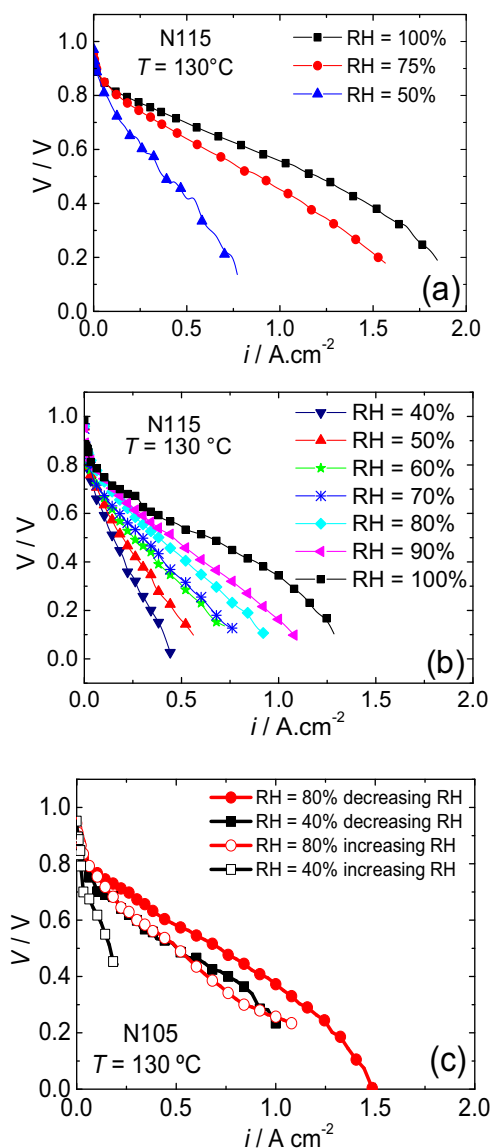 N115
T = 130°C
RH = 100%
RH = 75%
RH = 50%
1.0
0.8
0.6
0.4
0.2
0.0
V / V
0.0 0.5 1.0 1.5 2.0
i / A.cm-2
(a)
N115
T = 130 °C
RH = 40%
RH = 50%
RH = 60%
RH = 70%
RH = 80%
RH = 90%
RH = 100%
1.0
0.8
0.6
0.4
0.2
0.0
V / V
0.0 0.5 1.0 1.5 2.0
i / A.cm-2
(b)
RH = 80% decreasing RH
RH = 40% decreasing RH
RH = 80% increasing RH
RH = 40% increasing RH
1.0
0.8
0.6
0.4
0.2
0.0
V / V
N105
T = 130 ºC
(c)
0.0 0.5 1.0 1.5 2.0
i / A.cm-2